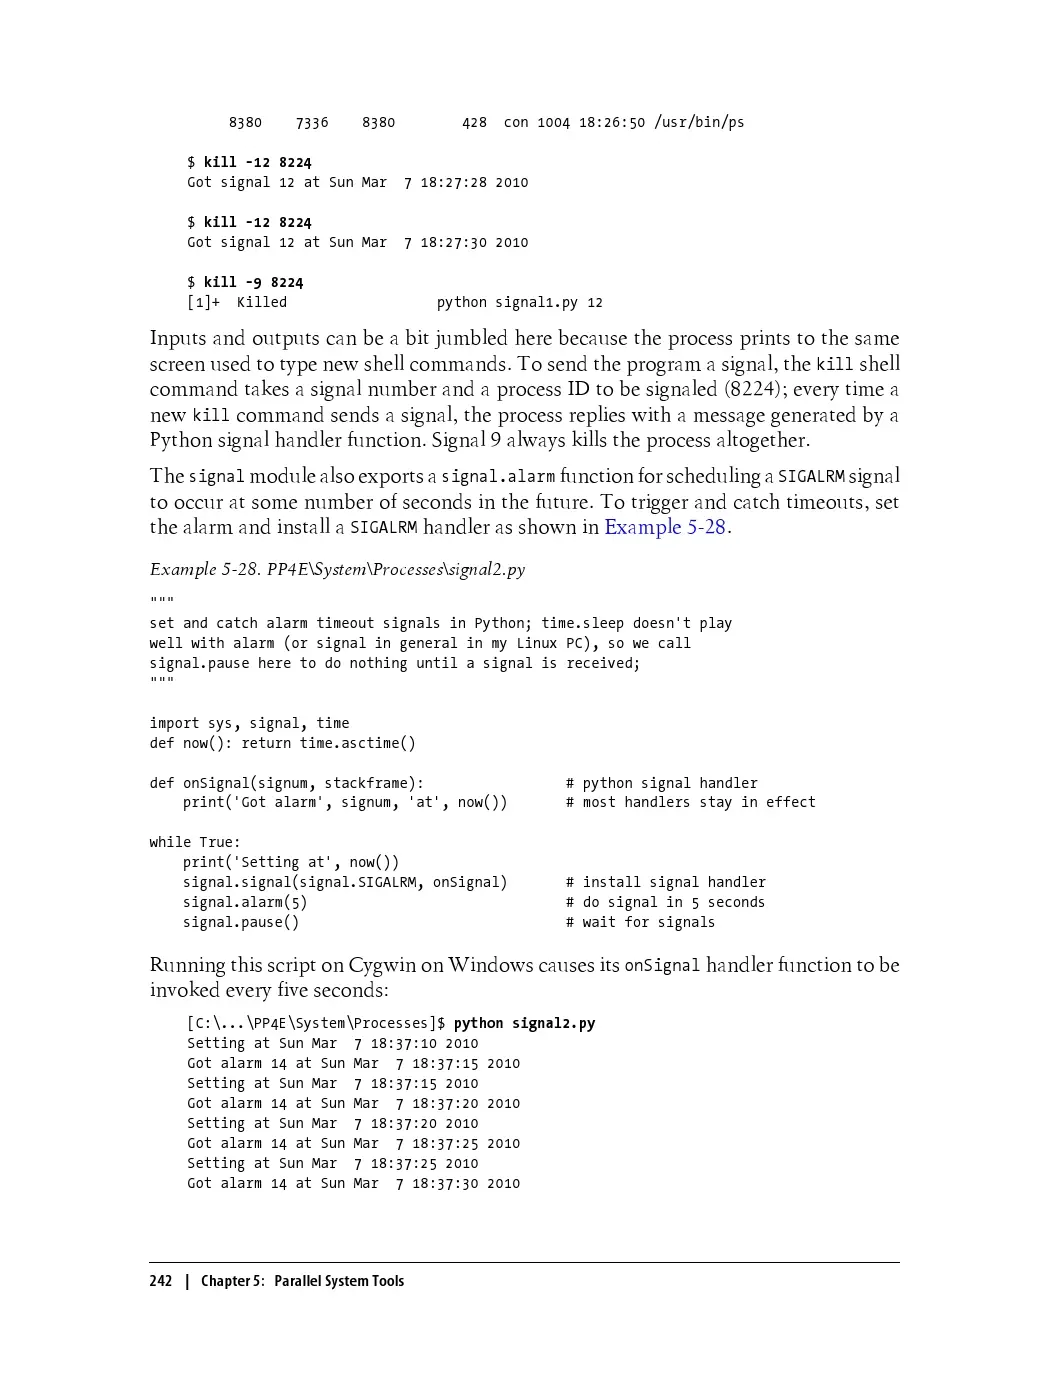 8380    7336    8380        428  con 1004 18:26:50 /usr/bin/ps
$ kill -12 8224
Got signal 12 at Sun Mar  7 18:27:28 2010
$ kill -12 8224
Got signal 12 at Sun Mar  7 18:27:30 2010
$ kill -9 8224
[1]+  Killed                  python signal1.py 12
Inputs and outputs can be a bit jumbled here because the process prints to the same
screen used to type new shell commands. To send the program a signal, the kill shell
command takes a signal number and a process ID to be signaled (8224); every time a
new kill command sends a signal, the process replies with a message generated by a
Python signal handler function. Signal 9 always kills the process altogether.
The signal module also exports a signal.alarm function for scheduling a SIGALRM signal
to occur at some number of seconds in the future. To trigger and catch timeouts, set
the alarm and install a SIGALRM handler as shown in Example 5-28.
Example 5-28. PP4E\System\Processes\signal2.py
"""
set and catch alarm timeout signals in Python; time.sleep doesn't play
well with alarm (or signal in general in my Linux PC), so we call
signal.pause here to do nothing until a signal is received;
"""
import sys, signal, time
def now(): return time.asctime()
def onSignal(signum, stackframe):                 # python signal handler
    print('Got alarm', signum, 'at', now())       # most handlers stay in effect
while True:
    print('Setting at', now())
    signal.signal(signal.SIGALRM, onSignal)       # install signal handler
    signal.alarm(5)                               # do signal in 5 seconds
    signal.pause()                                # wait for signals
Running this script on Cygwin on Windows causes its onSignal handler function to be
invoked every five seconds:
[C:\...\PP4E\System\Processes]$ python signal2.py
Setting at Sun Mar  7 18:37:10 2010
Got alarm 14 at Sun Mar  7 18:37:15 2010
Setting at Sun Mar  7 18:37:15 2010
Got alarm 14 at Sun Mar  7 18:37:20 2010
Setting at Sun Mar  7 18:37:20 2010
Got alarm 14 at Sun Mar  7 18:37:25 2010
Setting at Sun Mar  7 18:37:25 2010
Got alarm 14 at Sun Mar  7 18:37:30 2010
242 | Chapter 5: Parallel System Tools